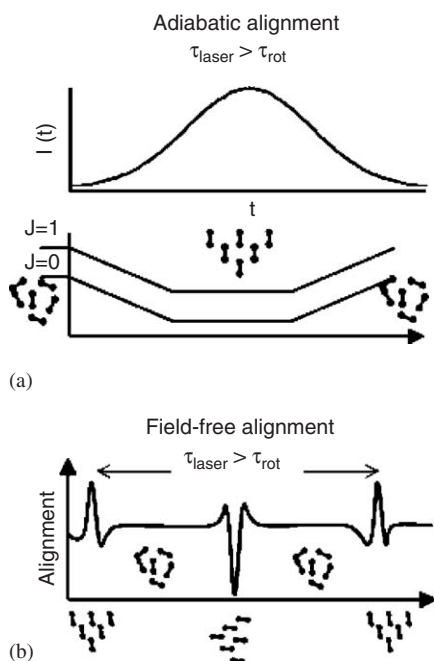 Adiabatic alignment
τlaser > τrot
I (t)
t
J=1
J=0
(a)
Field-free alignment
τlaser > τrot
Alignment
(b)